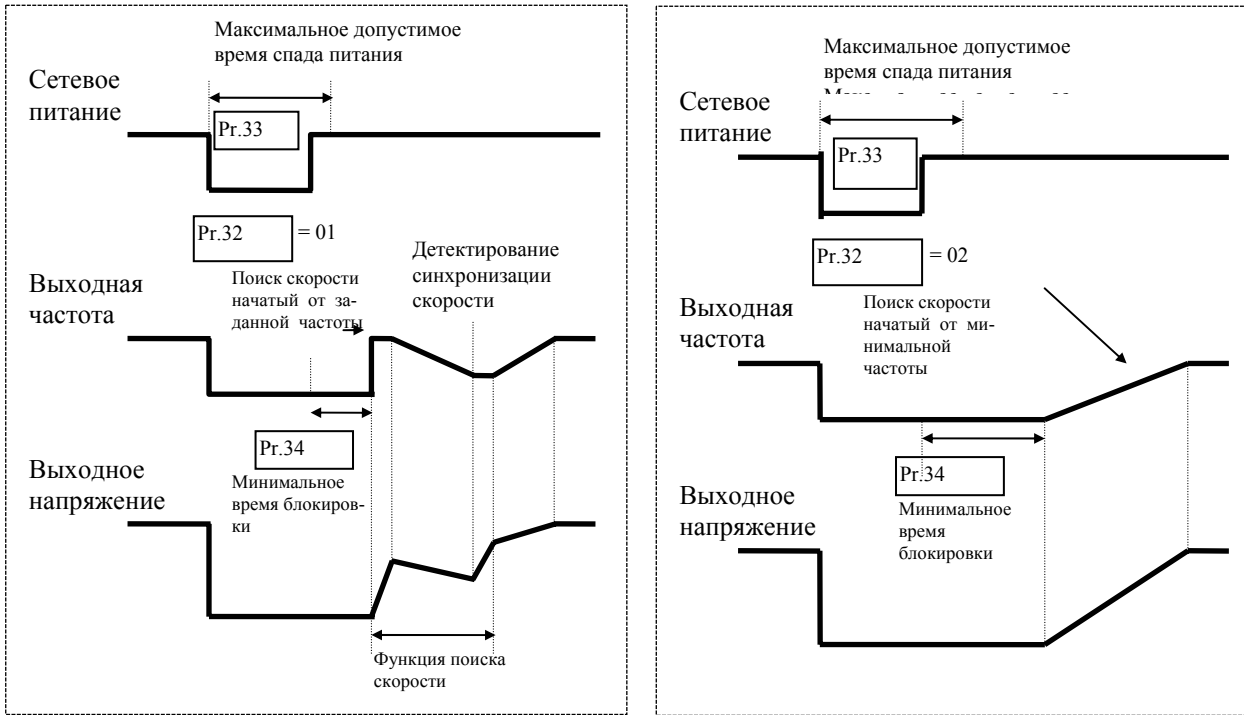 Максимальное допустимое
время спада питания
Сетевое
питание
Pr.33
Pr.32 = 01
Поиск скорости
начатый от за-
данной частоты
Детектирование
синхронизации
скорости
Выходная
частота
Pr.34
Минимальное
время блокиров-
ки
Выходное
напряжение
Функция поиска
скорости
Максимальное допустимое
время спада питания
Сетевое
питание
Pr.33
Pr.32 = 02
Поиск скорости
начатый от ми-
нимальной
частоты
Выходная
частота
Pr.34
Минимальное
время
блокировки
Выходное
напряжение